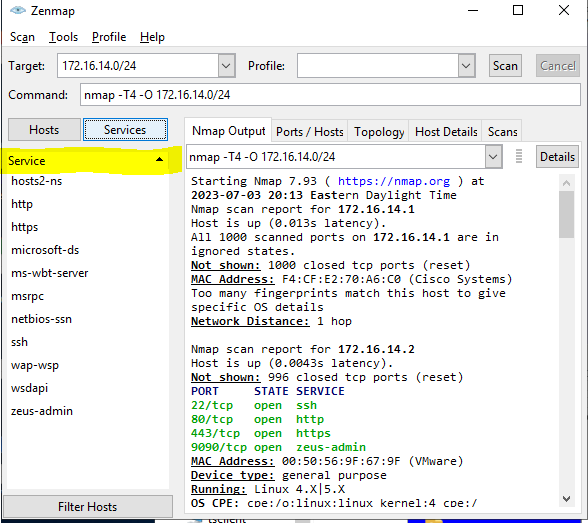 Zenmap
Scan Tools Profile Help
Target: 172.16.14.0/24 Profile: Scan Cancel
Command: nmap -T4 -O 172.16.14.0/24
Hosts Services
Service
hosts2-ns
http
https
microsoft-ds
ms-wbt-server
msrpc
netbios-ssn
ssh
wap-wsp
wsdapi
zeus-admin
Filter Hosts
Nmap Output Ports / Hosts Topology Host Details Scans
nmap -T4 -O 172.16.14.0/24 Details
Starting Nmap 7.93 ( https://nmap.org ) at
2023-07-03 20:13 Eastern Daylight Time
Nmap scan report for 172.16.14.1
Host is up (0.013s latency).
All 1000 scanned ports on 172.16.14.1 are in
ignored states.
Not shown: 1000 closed tcp ports (reset)
MAC Address: F4:CF:E2:70:A6:C0 (Cisco Systems)
Too many fingerprints match this host to give
specific OS details
Network Distance: 1 hop
Nmap scan report for 172.16.14.2
Host is up (0.0043s latency).
Not shown: 996 closed tcp ports (reset)
PORT STATE SERVICE
22/tcp open ssh
80/tcp open http
443/tcp open https
9090/tcp open zeus-admin
MAC Address: 00:50:56:9F:67:9F (VMware)
Device type: general purpose
Running: Linux 4.X|5.X
OS CPE: cpe:/o:linux:linux_kernel:4 cpe:/
tsclient